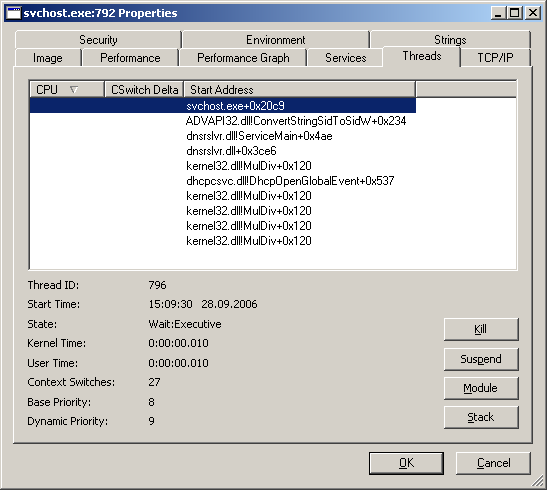 svchost.exe:792 Properties
Security Environment Strings
Image Performance Performance Graph Services Threads TCP/IP
CPU CSwitch Delta Start Address
svchost.exe+0x20c9
ADVAPI32.dll!ConvertStringSidToSidW+0x234
dnsrslvr.dll!ServiceMain+0x4ae
dnsrslvr.dll+0x3ce6
kernel32.dll!MulDiv+0x120
dhcpcsvc.dll!DhcpOpenGlobalEvent+0x537
kernel32.dll!MulDiv+0x120
kernel32.dll!MulDiv+0x120
kernel32.dll!MulDiv+0x120
kernel32.dll!MulDiv+0x120
Thread ID: 796
Start Time: 15:09:30 28.09.2006
State: Wait:Executive
Kernel Time: 0:00:00.010
User Time: 0:00:00.010
Context Switches: 27
Base Priority: 8
Dynamic Priority: 9
Kill
Suspend
Module
Stack
OK Cancel